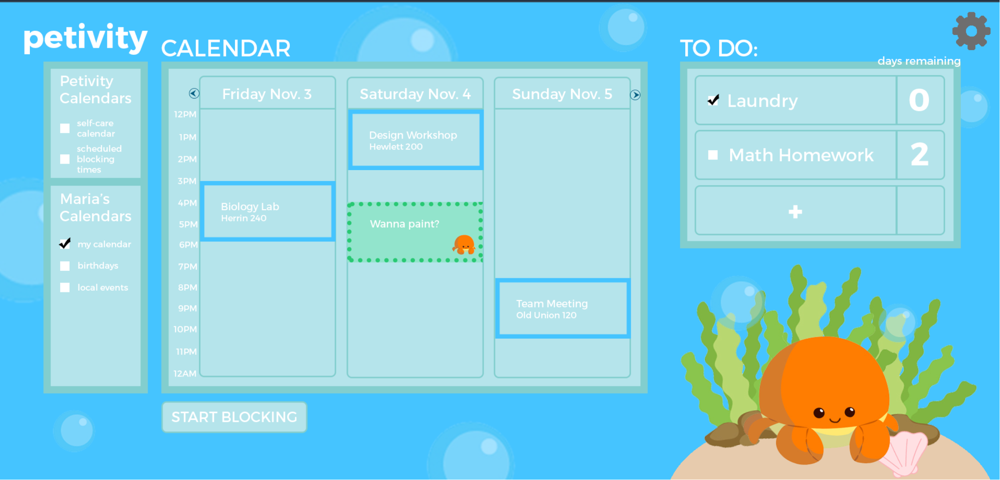 petivity
CALENDAR
TO DO:
days remaining
Petivity
Calendars
self-care
calendar
scheduled
blocking
times
Maria's
Calendars
my calendar
birthdays
local events
Friday Nov. 3
Saturday Nov. 4
Sunday Nov. 5
12PM
1PM
2PM
3PM
4PM
5PM
6PM
7PM
8PM
9PM
10PM
11PM
12AM
Biology Lab
Herrin 240
Design Workshop
Hewlett 200
Wanna paint?
Team Meeting
Old Union 120
START BLOCKING
Laundry
0
Math Homework
2
+